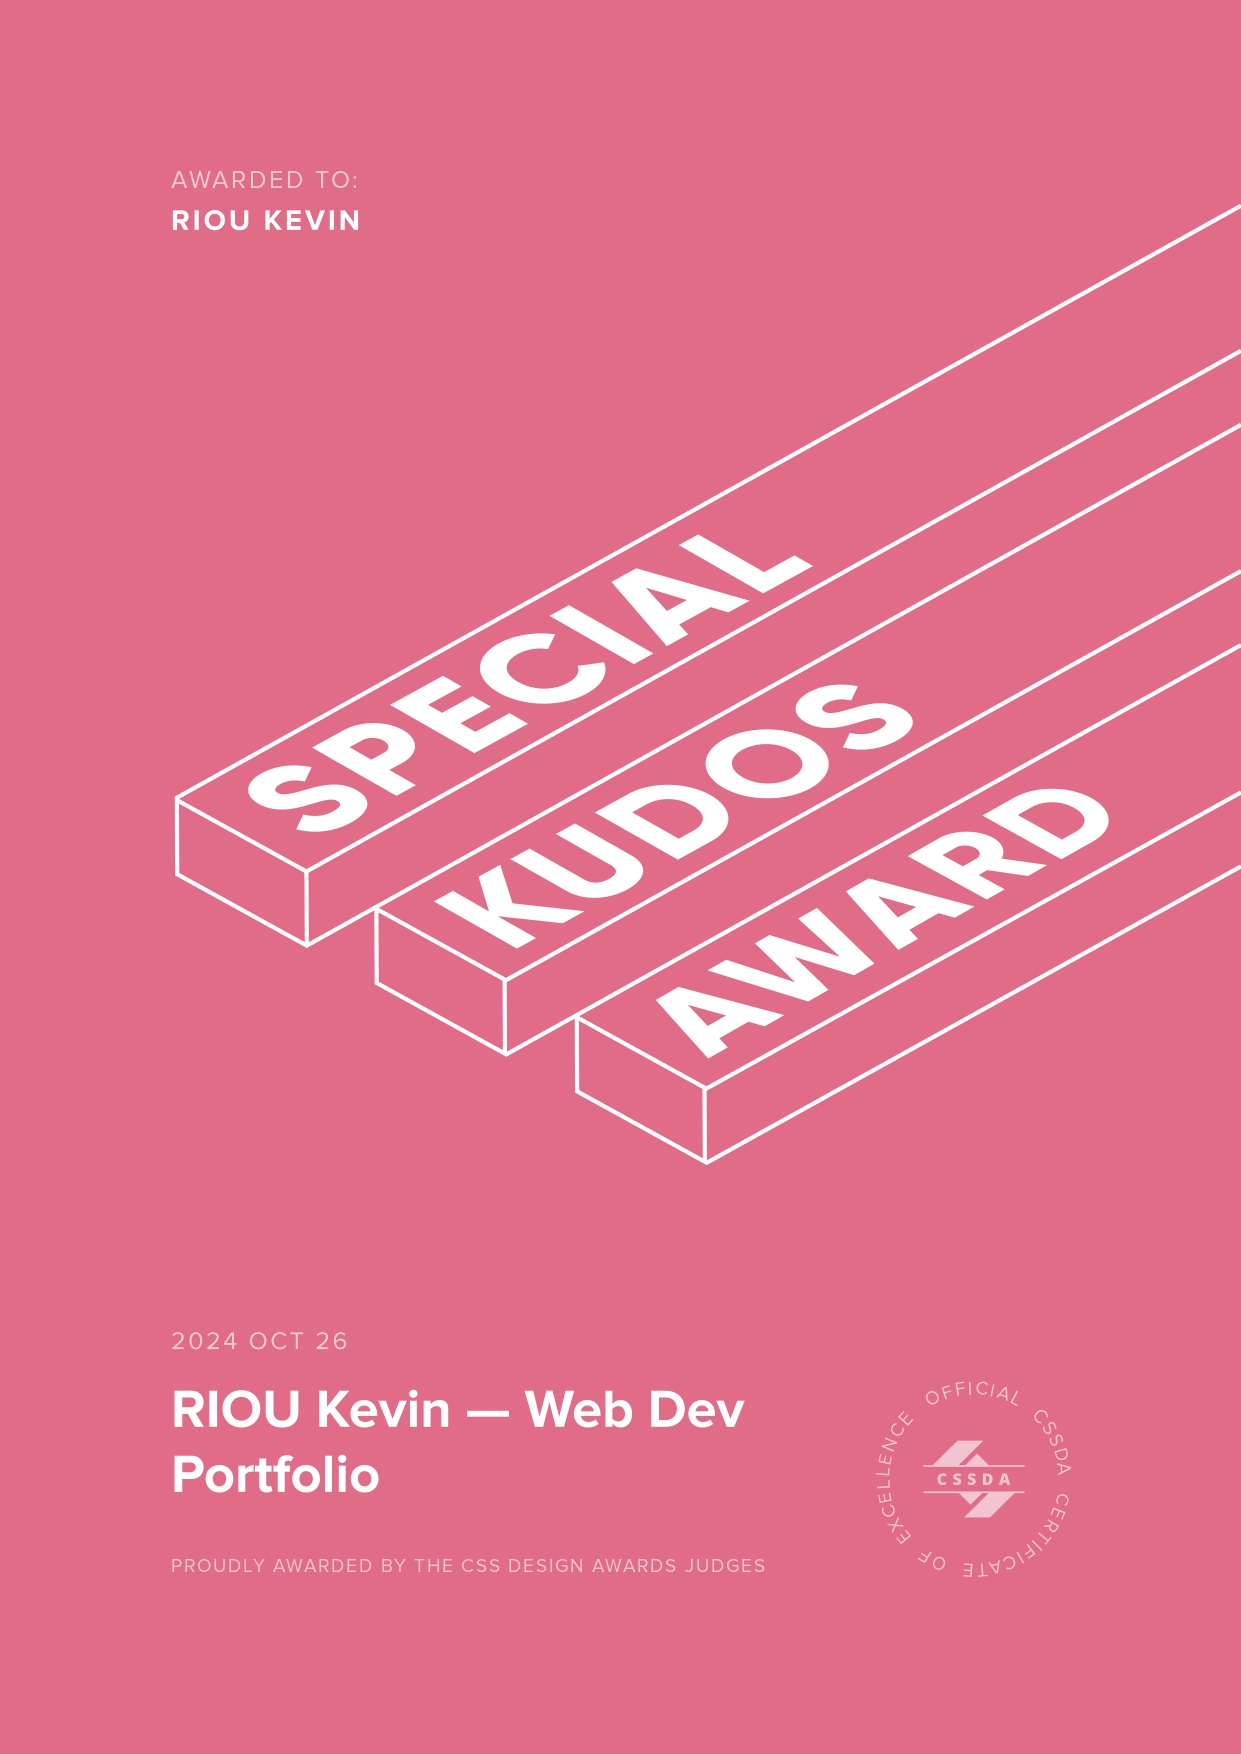 AWARDED TO:
RIOU KEVIN
SPECIAL
KUDOS
AWARD
2024 OCT 26
RIOU Kevin — Web Dev
Portfolio
PROUDLY AWARDED BY THE CSS DESIGN AWARDS JUDGES
OFFICIAL CSSDA CERTIFICATE OF EXCELLENCE
CSSDA